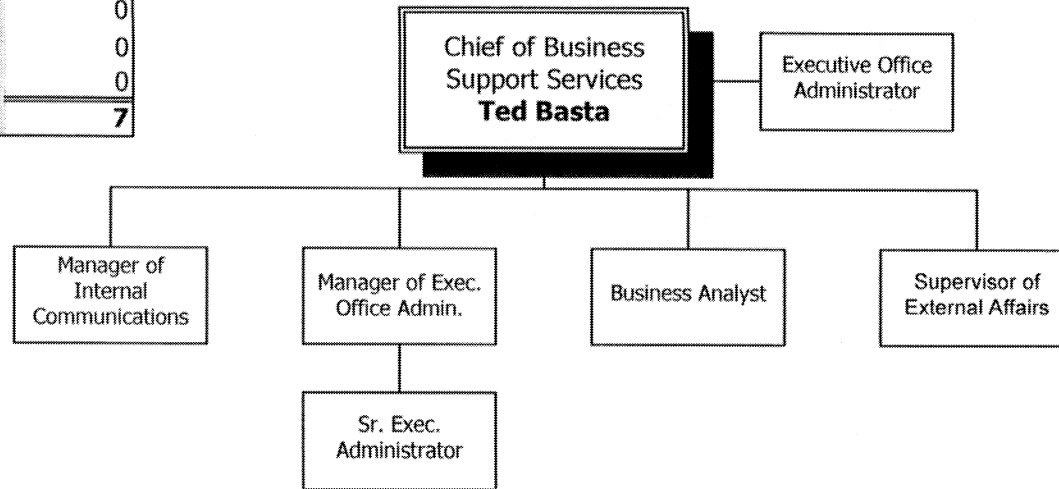 0
0
0
7
Chief of Business
Support Services
Ted Basta
Executive Office
Administrator
Manager of
Internal
Communications
Manager of Exec.
Office Admin.
Business Analyst
Supervisor of
External Affairs
Sr. Exec.
Administrator